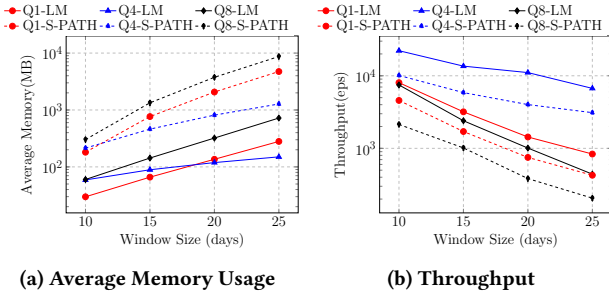 Q1-LM Q4-LM Q8-LM
Q1-S-PATH Q4-S-PATH Q8-S-PATH
10^4
10^3
10^2
Average Memory(MB)
10 15 20 25
Window Size (days)
(a) Average Memory Usage
Q1-LM Q4-LM Q8-LM
Q1-S-PATH Q4-S-PATH Q8-S-PATH
10^4
10^3
Throughput(eps)
10 15 20 25
Window Size (days)
(b) Throughput